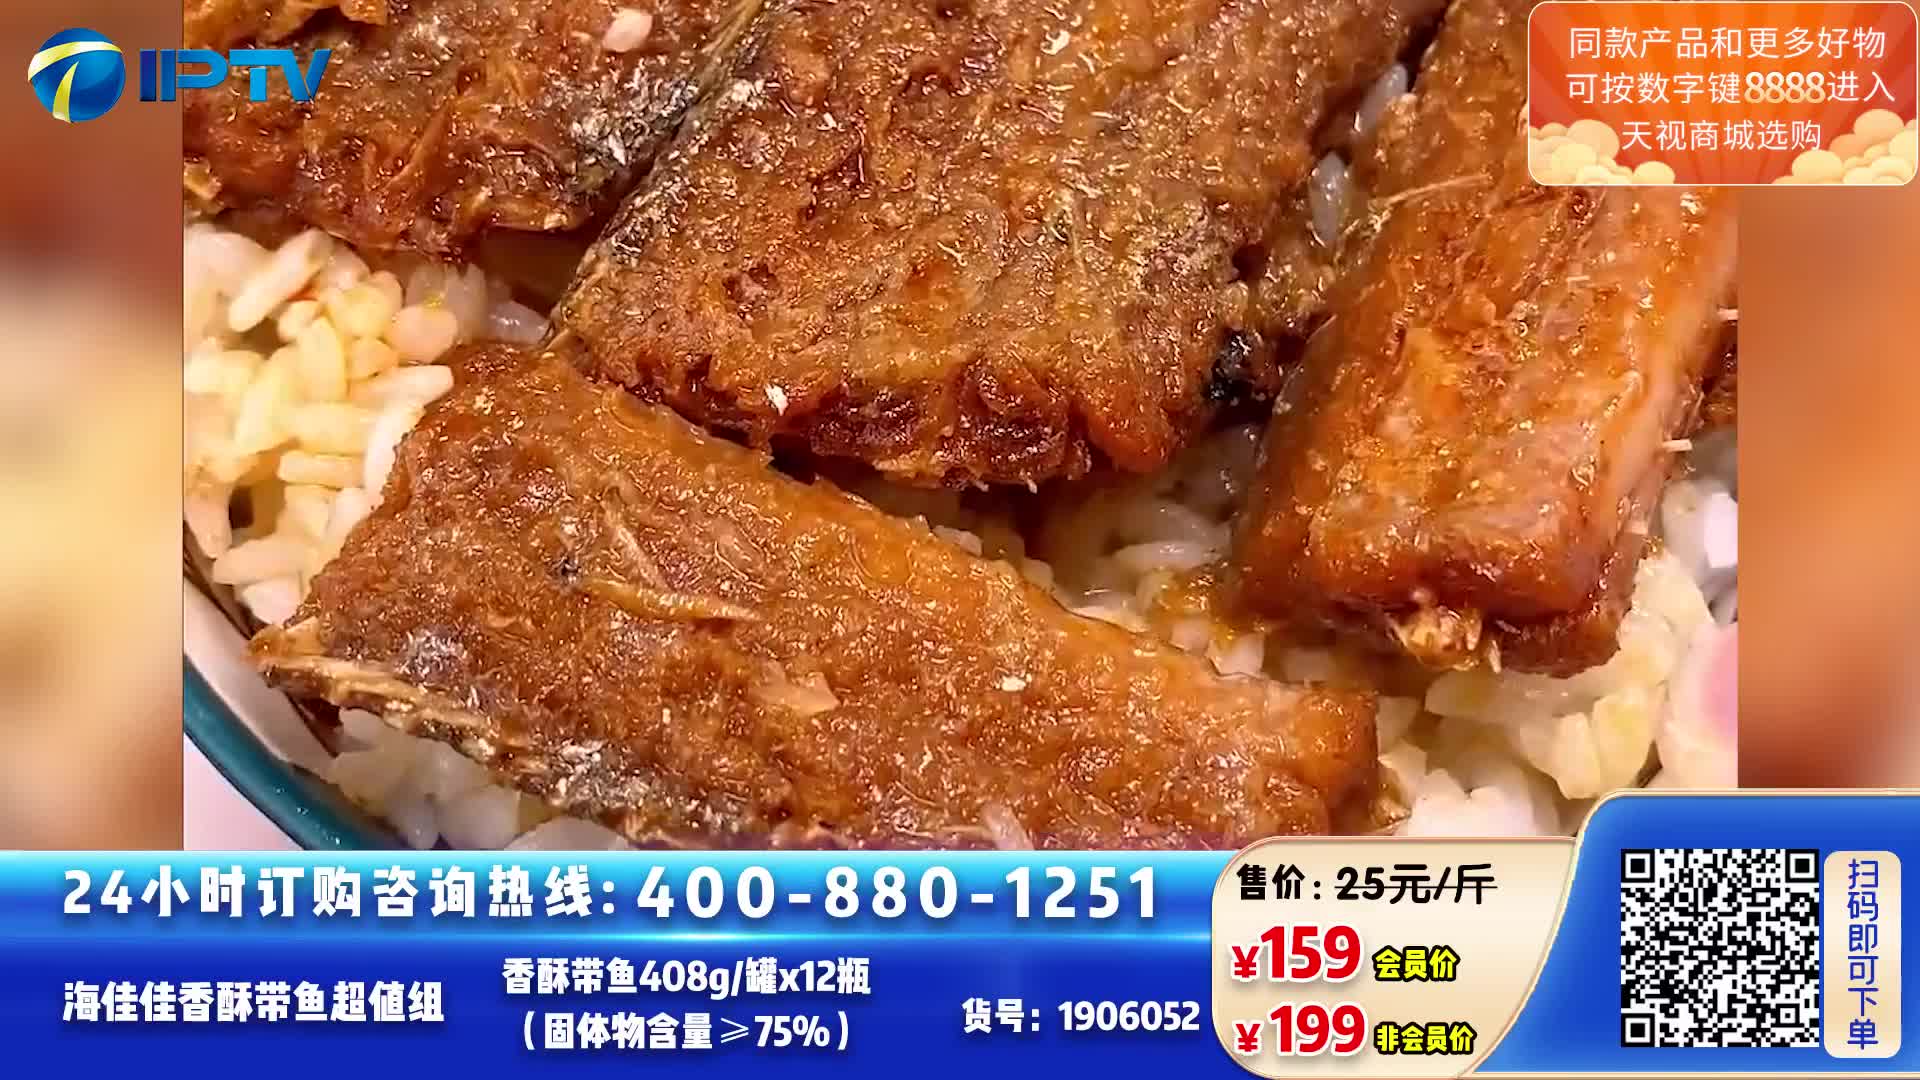 IPTV
同款产品和更多好物
可按数字键8888进入
天视商城选购
24小时订购咨询热线:400-880-1251
海佳佳香酥带鱼超值组
香酥带鱼408g/罐x12瓶
(固体物含量≥75%)
货号：1906052
售价：25元/斤
¥159 会员价
¥199 非会员价
扫码即可下单